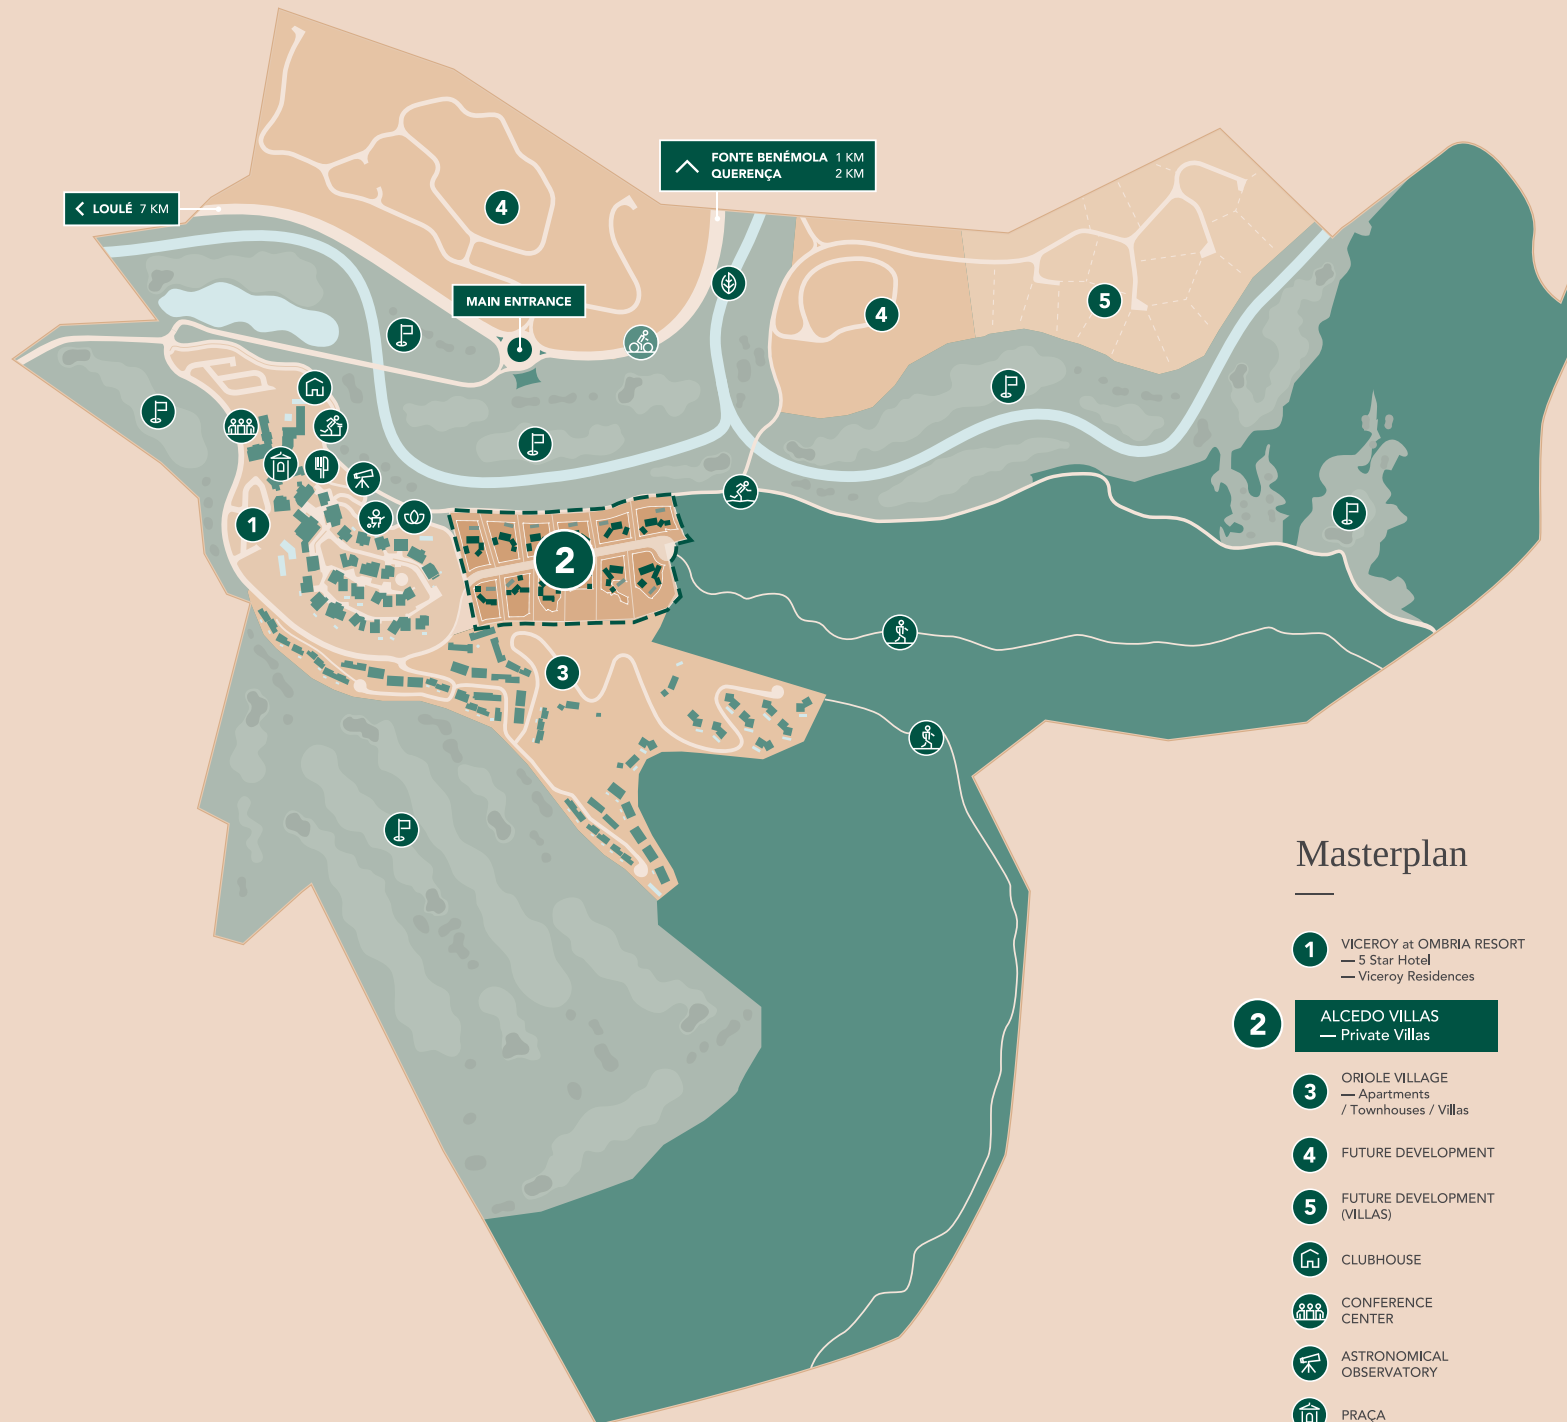 FONTE BENÉMOLA 1 KM
QUERENÇA 2 KM
LOULÉ 7 KM
4
MAIN ENTRANCE
4
5
1
2
3
Masterplan
1 VICEROY at OMBRIA RESORT
— 5 Star Hotel
— Viceroy Residences
2 ALCEDO VILLAS
— Private Villas
3 ORIOLE VILLAGE
— Apartments
/ Townhouses / Villas
4 FUTURE DEVELOPMENT
5 FUTURE DEVELOPMENT
(VILLAS)
CLUBHOUSE
CONFERENCE
CENTER
ASTRONOMICAL
OBSERVATORY
PRAÇA